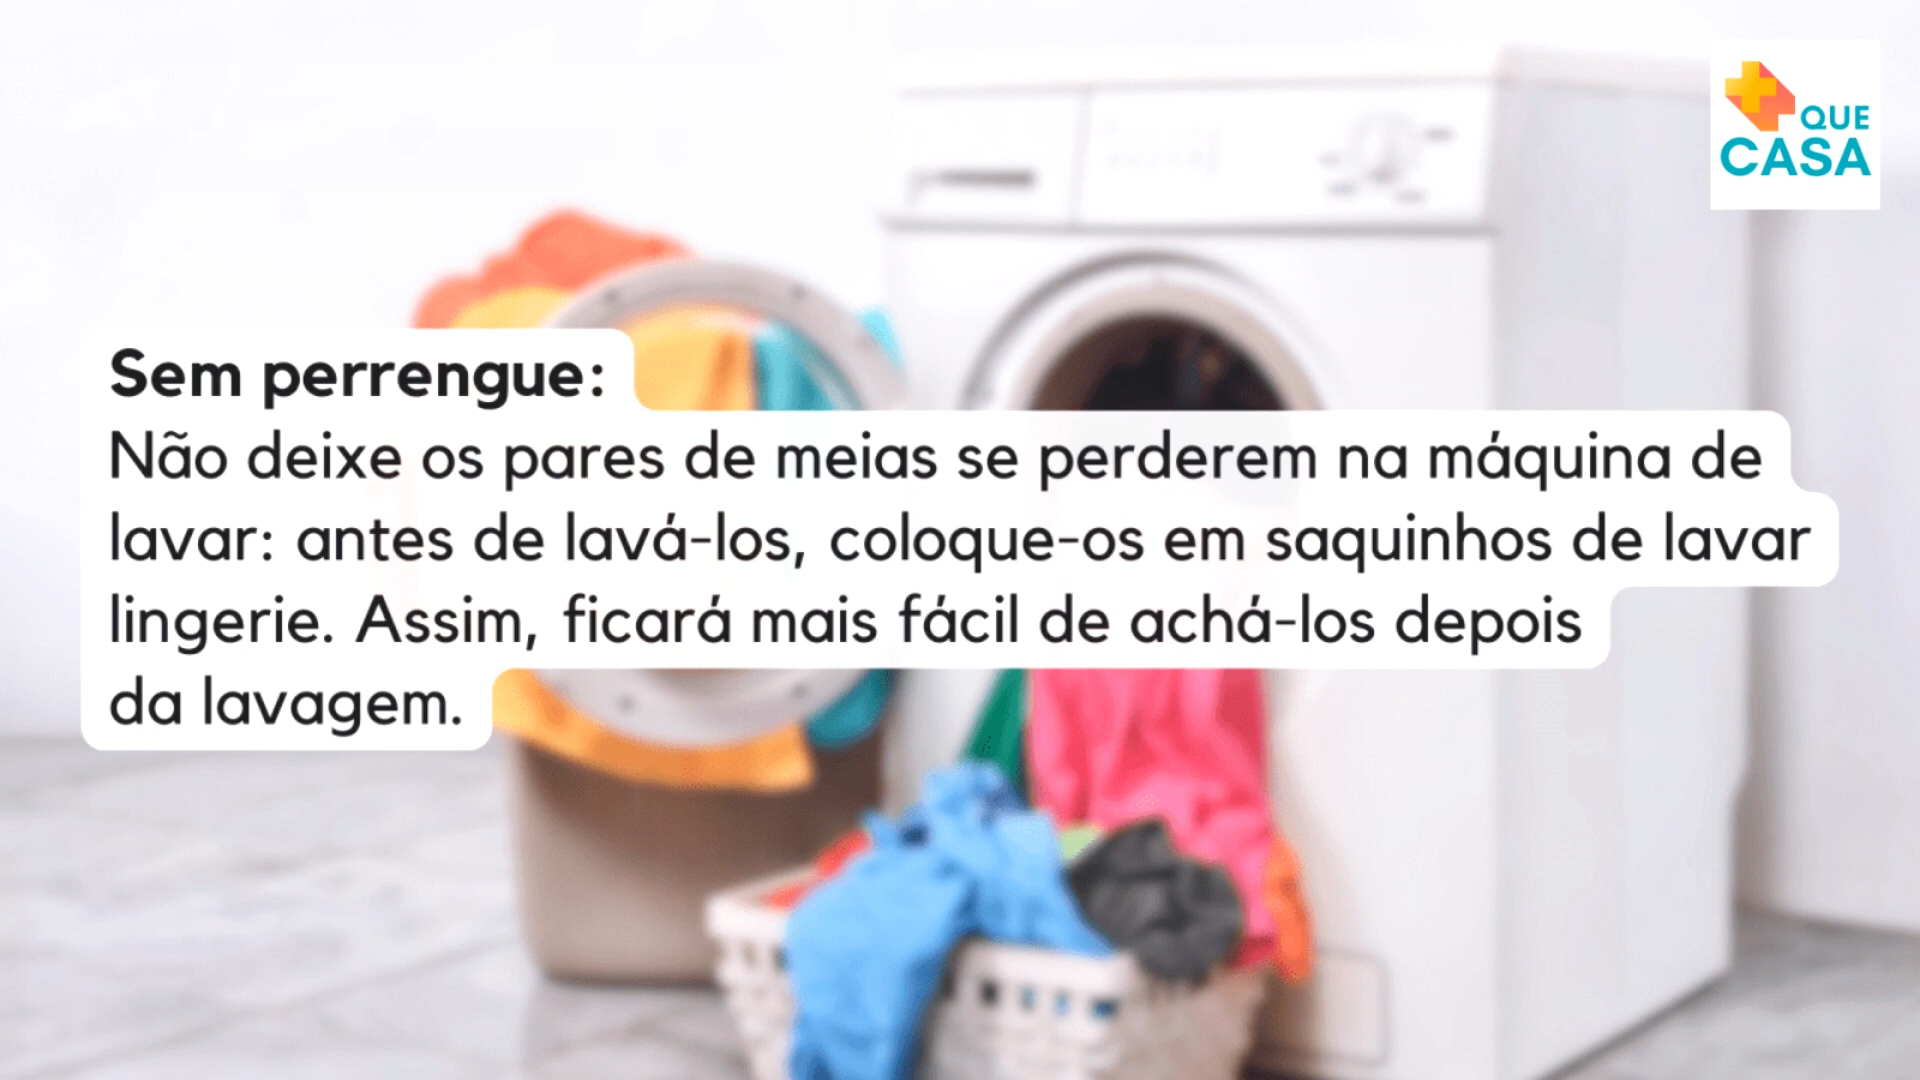 QUE
CASA
Sem perrengue:
Não deixe os pares de meias se perderem na máquina de
lavar: antes de lavá-los, coloque-os em saquinhos de lavar
lingerie. Assim, ficará mais fácil de achá-los depois
da lavagem.